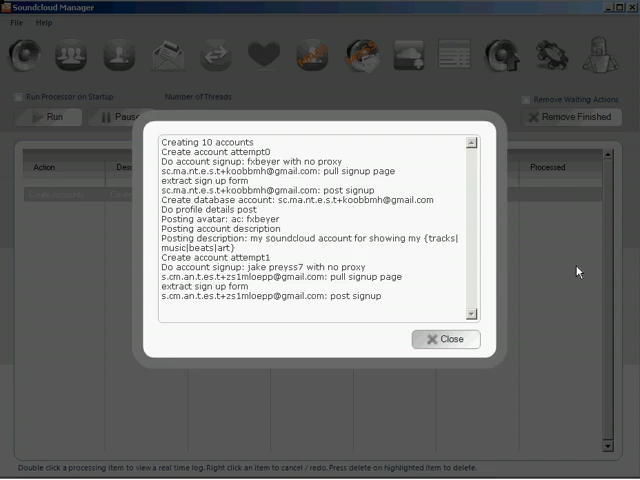 Soundcloud Manager
File Help
Run Processor on Startup
Number of Threads
Remove Waiting Actions
Run
Pause
Remove Finished
Action
Processed
Creating 10 accounts
Create account attempt0
Do account signup: fxbeyer with no proxy
sc.ma.nt.e.s.t+koobbmh@gmail.com: pull signup page
extract sign up form
sc.ma.nt.e.s.t+koobbmh@gmail.com: post signup
Create database account: sc.ma.nt.e.s.t+koobbmh@gmail.com
Do profile details post
Posting avatar: ac: fxbeyer
Posting account description
Posting description: my soundcloud account for showing my {tracks|
music|beats|art}
Create account attempt1
Do account signup: jake preyss7 with no proxy
s.cm.an.t.es.t+zs1mloepp@gmail.com: pull signup page
extract sign up form
s.cm.an.t.es.t+zs1mloepp@gmail.com: post signup
Close
Double click a processing item to view a real time log. Right click an item to cancel / redo. Press delete on highlighted item to delete.